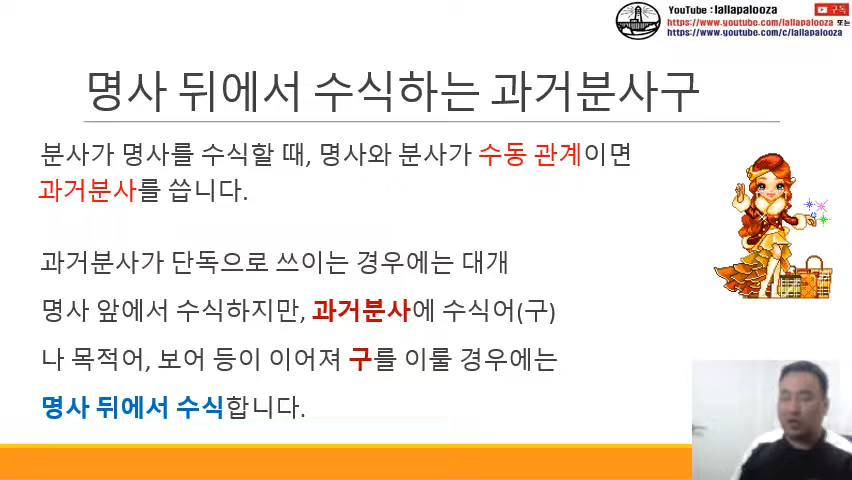 YouTube : lallapalooza
구독
https://www.youtube.com/lallapalooza 또는
https://www.youtube.com/c/lallapalooza
명사 뒤에서 수식하는 과거분사구
분사가 명사를 수식할 때, 명사와 분사가 수동 관계이면
과거분사를 씁니다.
과거분사가 단독으로 쓰이는 경우에는 대개
명사 앞에서 수식하지만, 과거분사에 수식어(구)
나 목적어, 보어 등이 이어져 구를 이룰 경우에는
명사 뒤에서 수식합니다.